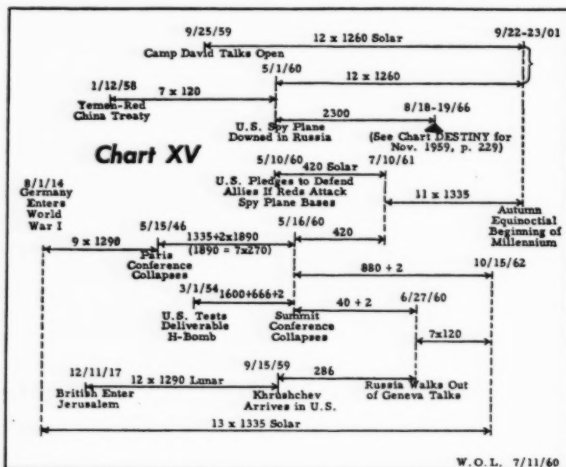 9/25/59
12 x 1260 Solar
9/22-23/01
Camp David Talks Open
5/1/60
12 x 1260
1/12/58
7 x 120
Yemen-Red
China Treaty
2300
8/18-19/66
U.S. Spy Plane
Downed in Russia
(See Chart DESTINY for
Nov. 1959, p. 229)
Chart XV
5/10/60
420 Solar
7/10/61
8/1/14
Germany
Enters
World
War I
U.S. Pledges to Defend
Allies If Reds Attack
Spy Plane Bases
11 x 1335
Autumn
Equinoctial
Beginning of
Millennium
5/15/46
1335+2x1890
5/16/60
420
9 x 1290
(1890 = 7x270)
Paris
Conference
Collapses
10/15/62
880 + 2
3/1/54
1600+666+2
40 + 2
6/27/60
U.S. Tests
Deliverable
H-Bomb
Summit
Conference
Collapses
7x120
12/11/17
9/15/59
286
12 x 1290 Lunar
British Enter
Jerusalem
Khrushchev
Arrives in U.S.
Russia Walks Out
of Geneva Talks
13 x 1335 Solar
W.O.L. 7/11/60